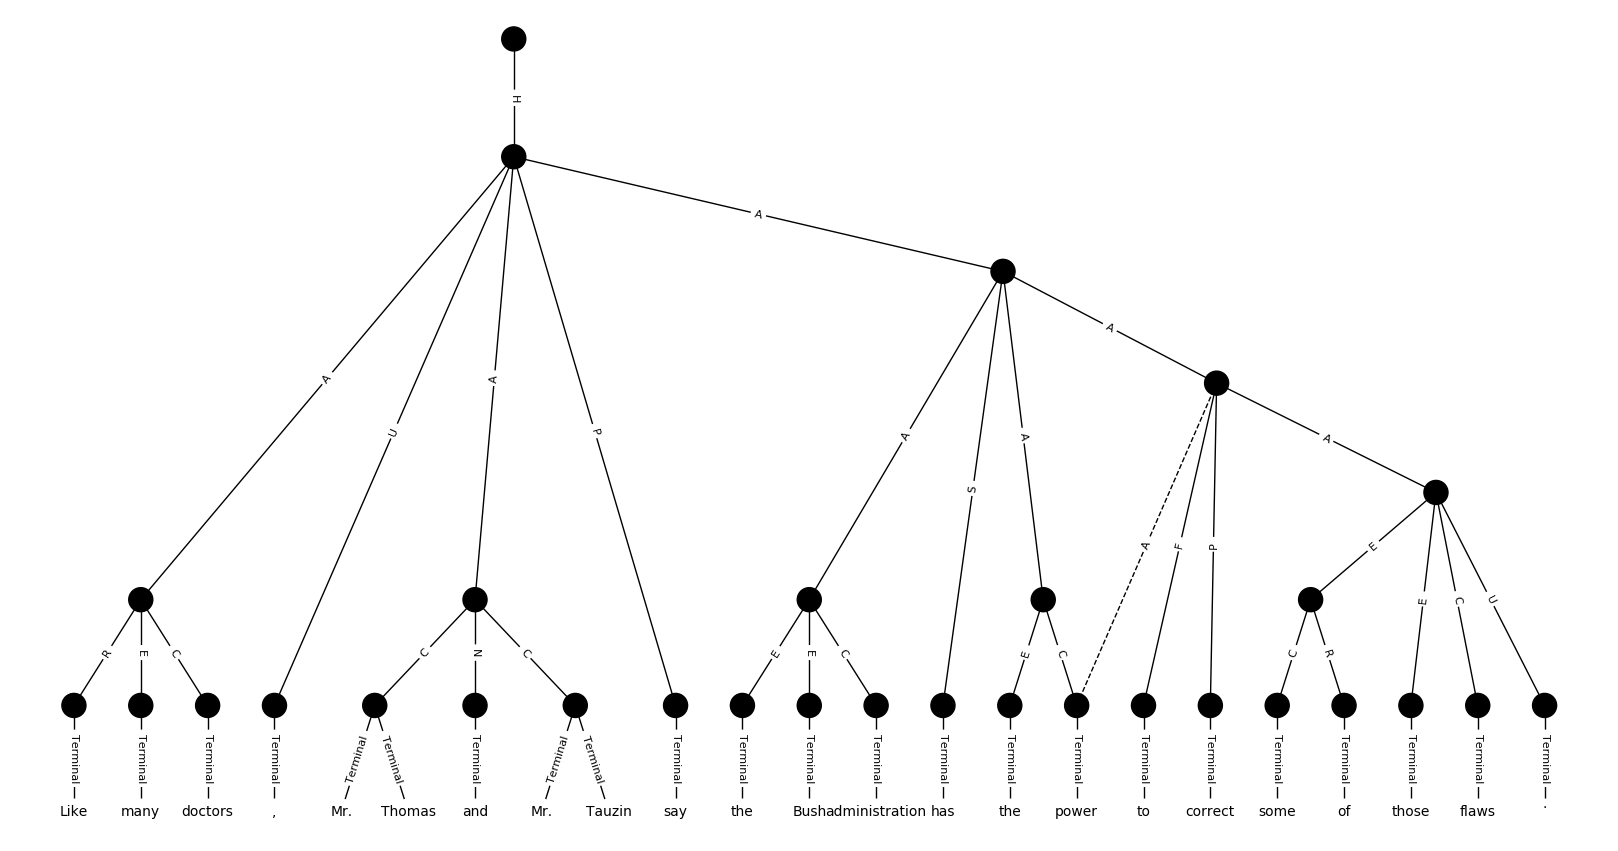 H
A
A
A
U
A
P
A
S
A
A
A
F
P
E
R
E
C
C
N
C
E
E
C
E
C
C
R
E
C
U
Terminal Terminal Terminal Terminal Terminal Terminal Terminal Terminal Terminal Terminal Terminal Terminal Terminal Terminal Terminal Terminal Terminal Terminal Terminal Terminal Terminal Terminal Terminal
Like many doctors , Mr. Thomas and Mr. Tauzin say the Bush administration has the power to correct some of those flaws .